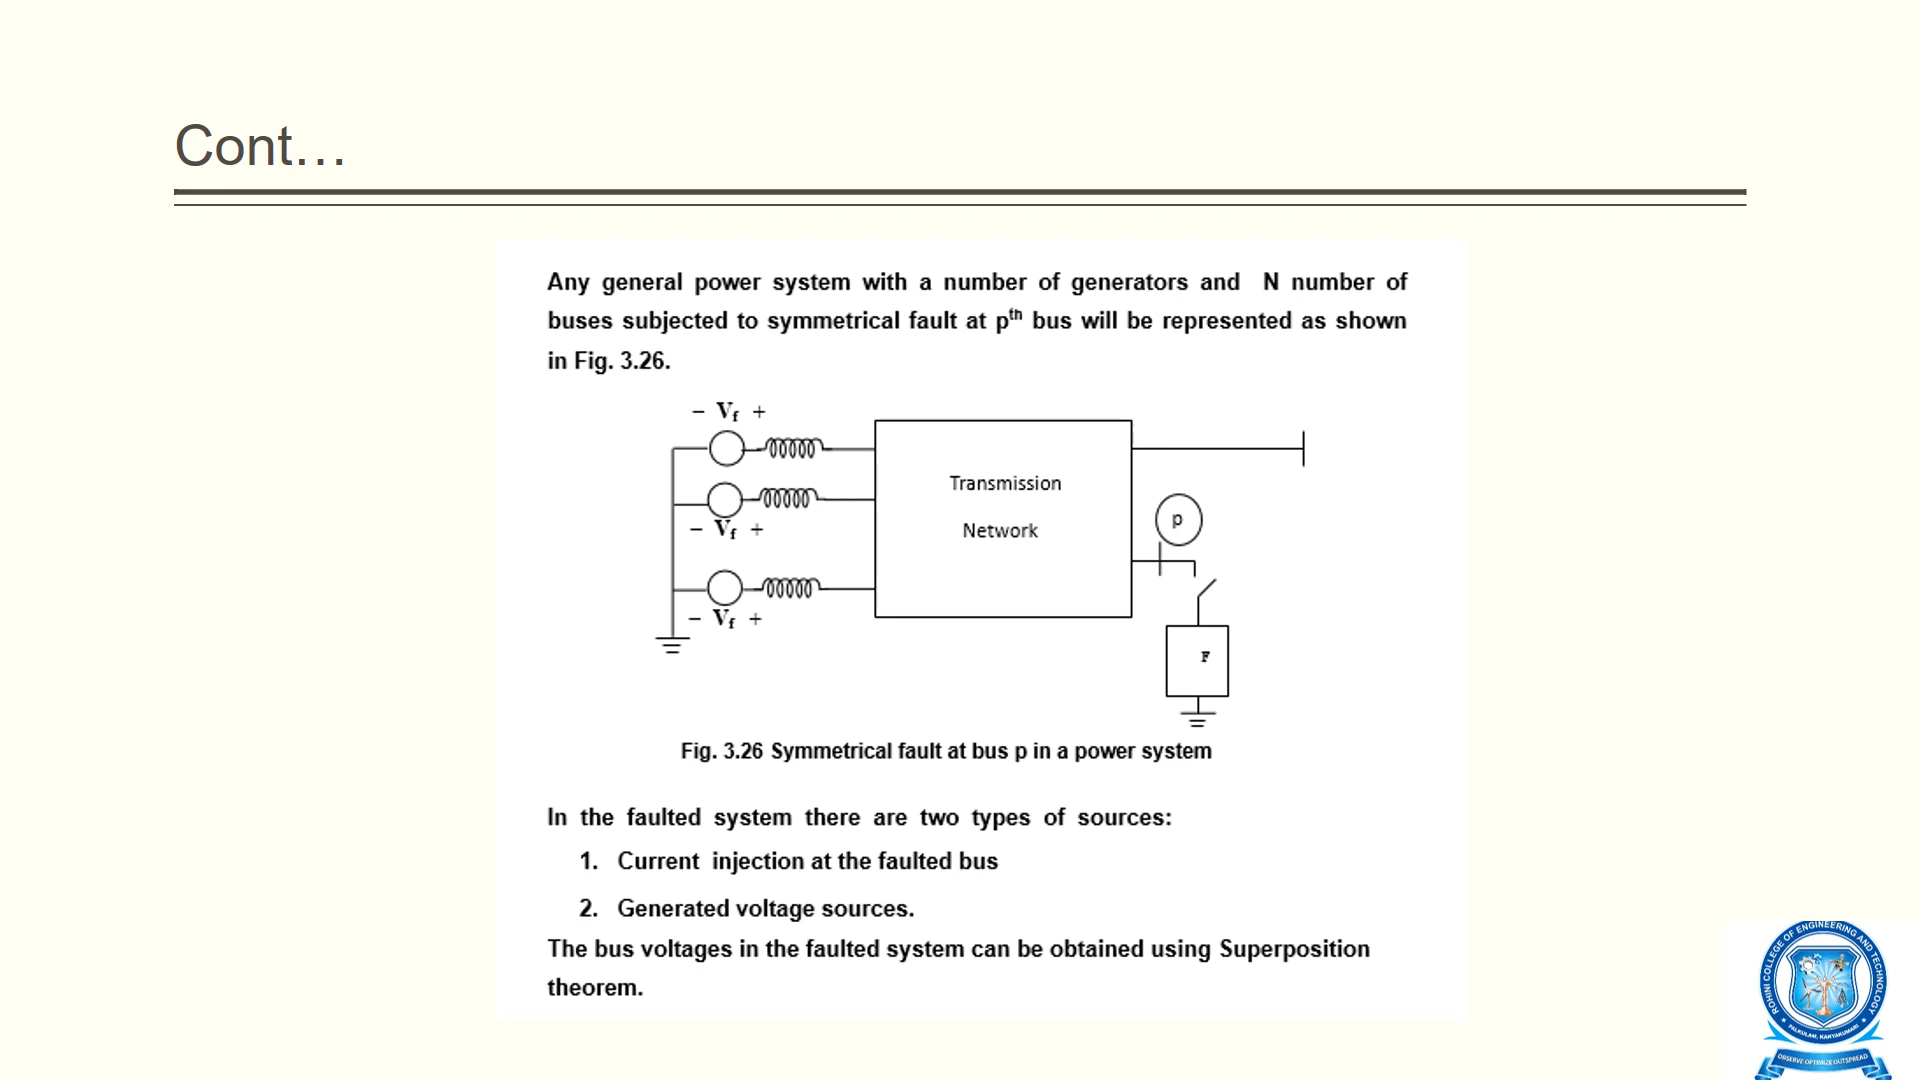 Cont…
Any general power system with a number of generators and N number of
buses subjected to symmetrical fault at pth bus will be represented as shown
in Fig. 3.26.
− Vf +
− Vf +
− Vf +
Transmission
Network
p
F
Fig. 3.26 Symmetrical fault at bus p in a power system
In the faulted system there are two types of sources:
1. Current injection at the faulted bus
2. Generated voltage sources.
The bus voltages in the faulted system can be obtained using Superposition
theorem.
ROHINI COLLEGE OF ENGINEERING AND TECHNOLOGY
PALKULAM, KANYAKUMARI
OBSERVE OPTIMIZE OUTSPREAD